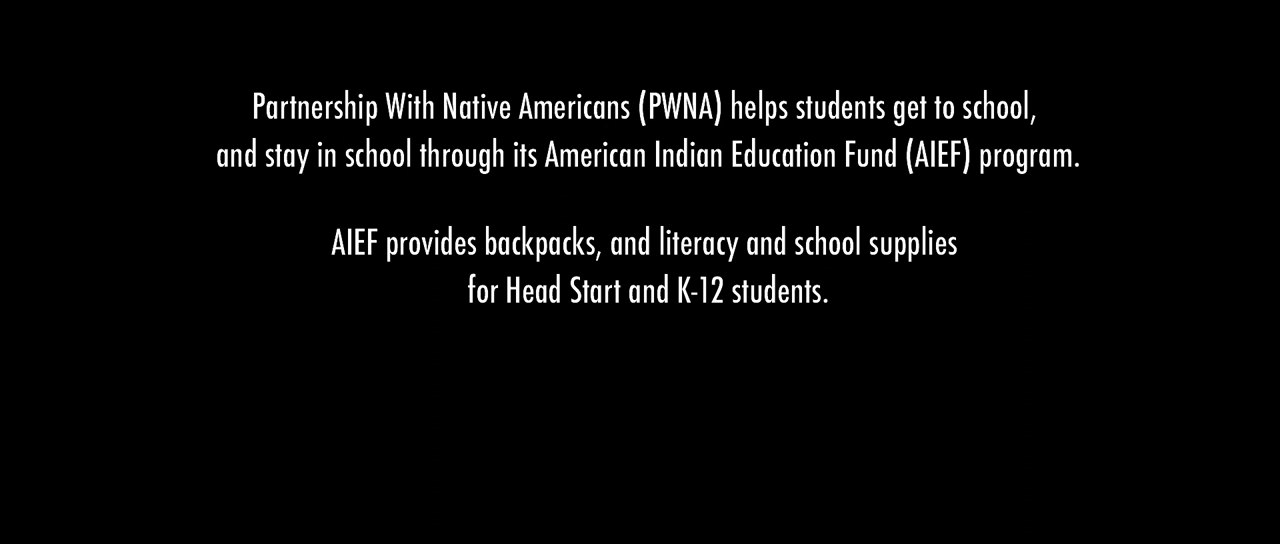 Partnership With Native Americans (PWNA) helps students get to school,
and stay in school through its American Indian Education Fund (AIEF) program.
AIEF provides backpacks, and literacy and school supplies
for Head Start and K-12 students.